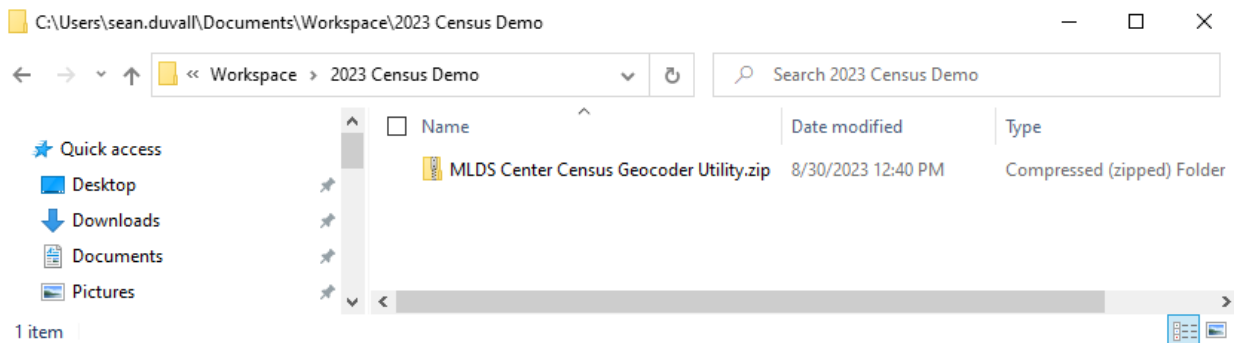 C:\Users\sean.duvall\Documents\Workspace\2023 Census Demo
« Workspace > 2023 Census Demo
Search 2023 Census Demo
Name Date modified Type
Quick access
MLDS Center Census Geocoder Utility.zip 8/30/2023 12:40 PM Compressed (zipped) Folder
Desktop
Downloads
Documents
Pictures
1 item